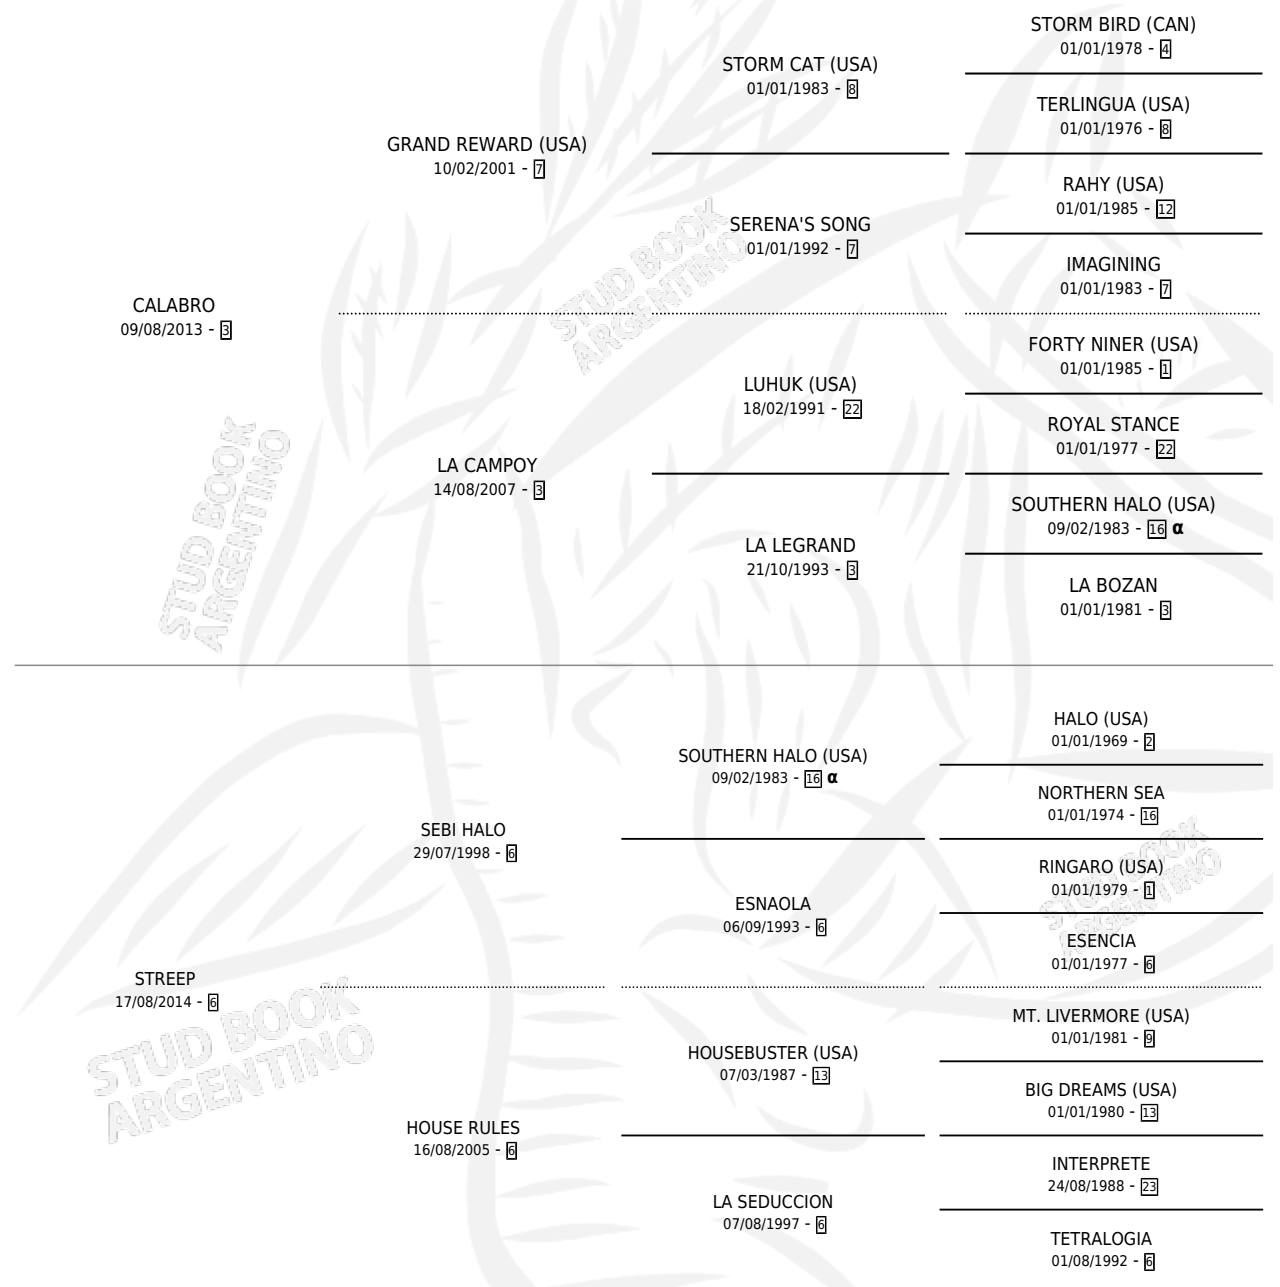 STORM BIRD (CAN)
01/01/1978 - 4
STORM CAT (USA)
01/01/1983 - 8
TERLINGUA (USA)
01/01/1976 - 8
GRAND REWARD (USA)
10/02/2001 - 7
RAHY (USA)
01/01/1985 - 12
SERENA'S SONG
01/01/1992 - 7
IMAGINING
01/01/1983 - 7
CALABRO
09/08/2013 - 3
FORTY NINER (USA)
01/01/1985 - 1
LUHUK (USA)
18/02/1991 - 22
ROYAL STANCE
01/01/1977 - 22
LA CAMPOY
14/08/2007 - 3
SOUTHERN HALO (USA)
09/02/1983 - 16 α
LA LEGRAND
21/10/1993 - 3
LA BOZAN
01/01/1981 - 3
HALO (USA)
01/01/1969 - 2
SOUTHERN HALO (USA)
09/02/1983 - 16 α
NORTHERN SEA
01/01/1974 - 16
SEBI HALO
29/07/1998 - 6
RINGARO (USA)
01/01/1979 - 1
ESNAOLA
06/09/1993 - 6
ESENCIA
01/01/1977 - 6
STREEP
17/08/2014 - 6
MT. LIVERMORE (USA)
01/01/1981 - 9
HOUSEBUSTER (USA)
07/03/1987 - 13
BIG DREAMS (USA)
01/01/1980 - 13
HOUSE RULES
16/08/2005 - 6
INTERPRETE
24/08/1988 - 23
LA SEDUCCION
07/08/1997 - 6
TETRALOGIA
01/08/1992 - 6
STUD BOOK
ARGENTINO
STUD BOOK
ARGENTINO
STUD BOOK
ARGENTINO
STUD BOOK
ARGENTINO